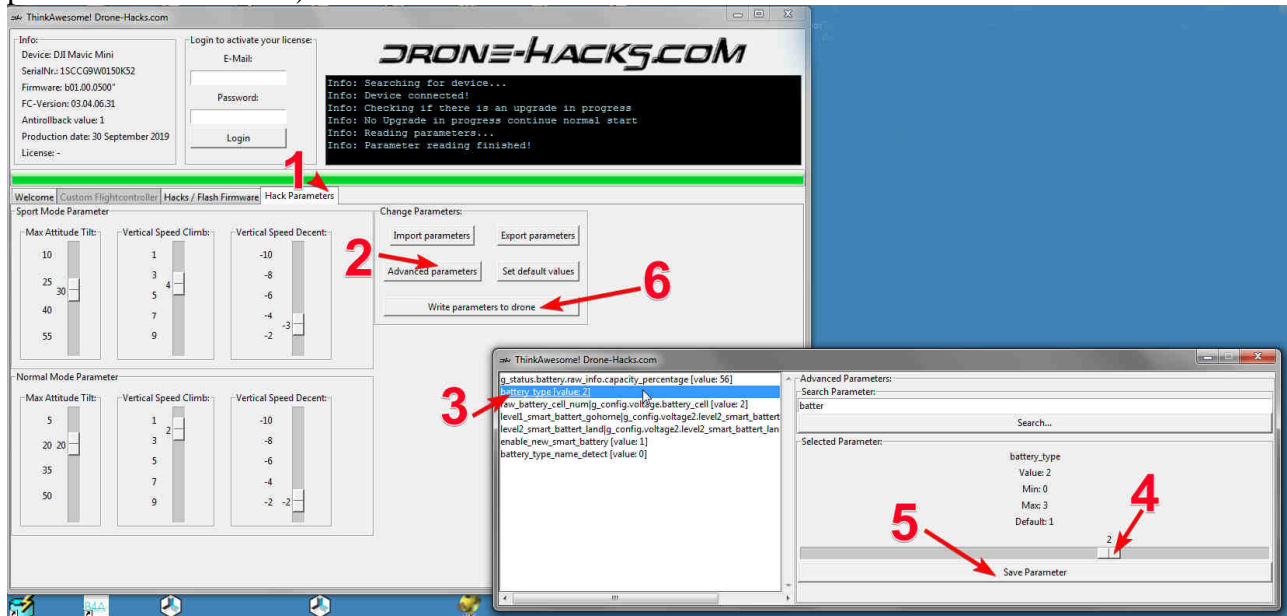 ThinkAwesome! Drone-Hacks.com
Info:
Device: DJI Mavic Mini
SerialNr.: 1SCCG9W0150K52
Firmware: b01.00.0500"
FC-Version: 03.04.06.31
Antirollback value: 1
Production date: 30 September 2019
License: -
Login to activate your license:
E-Mail:
Password:
Login
DRONE-HACKS.COM
Info: Searching for device...
Info: Device connected!
Info: Checking if there is an upgrade in progress
Info: No Upgrade in progress continue normal start
Info: Reading parameters...
Info: Parameter reading finished!
1
Welcome Custom Flightcontroller Hacks / Flash Firmware Hack Parameters
Sport Mode Parameter
Max Attitude Tilt: Vertical Speed Climb: Vertical Speed Decent:
10 1 -10
25 30 3 4 -8
40 5 -6
55 7 -4 -3
9 -2
Change Parameters:
Import parameters Export parameters
2
Advanced parameters Set default values
6
Write parameters to drone
Normal Mode Parameter
Max Attitude Tilt: Vertical Speed Climb: Vertical Speed Decent:
5 1 2 -10
20 20 3 -8
35 5 -6
50 7 -4
9 -2 -2
ThinkAwesome! Drone-Hacks.com
g_status.battery.raw_info.capacity_percentage [value: 56]
3
battery_type [value: 2]
raw_battery_cell_num|g_config.voltage.battery_cell [value: 2]
level1_smart_battert_gohome|g_config.voltage2.level2_smart_battert
level2_smart_battert_land|g_config.voltage2.level2_smart_battert_lan
enable_new_smart_battery [value: 1]
battery_type_name_detect [value: 0]
Advanced Parameters:
Search Parameter:
batter
Search...
Selected Parameter:
battery_type
Value: 2
Min: 0
Max: 3
Default: 1
4
5
2
Save Parameter
B4A